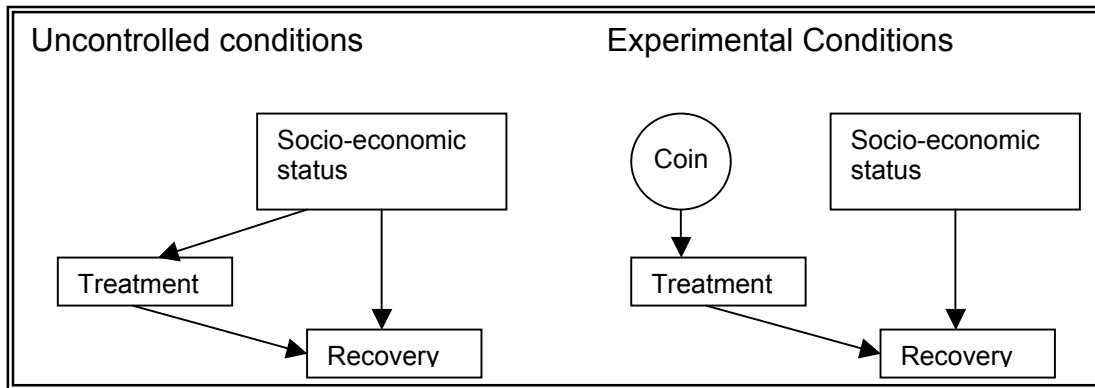 Uncontrolled conditions
Experimental Conditions
Socio-economic
status
Coin
Socio-economic
status
Treatment
Treatment
Recovery
Recovery